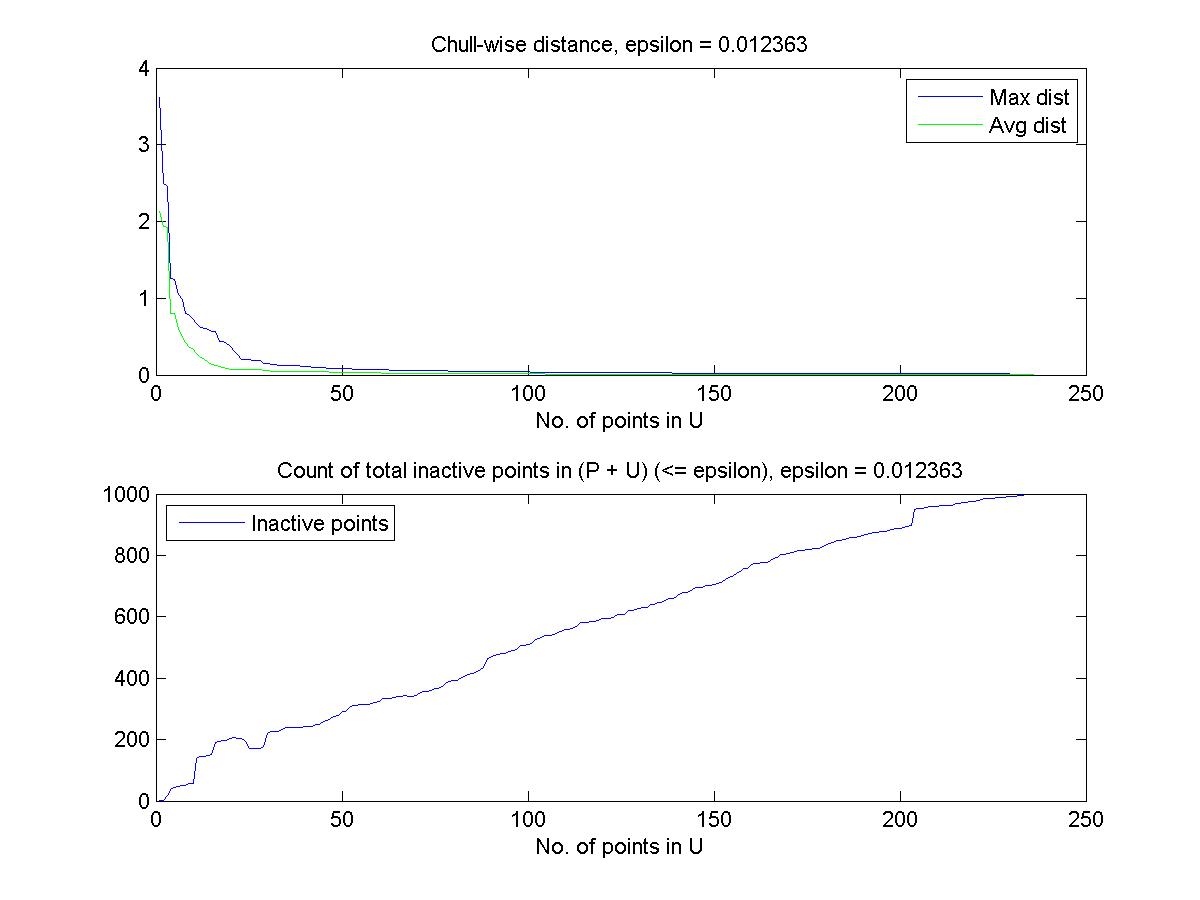 Chull-wise distance, epsilon = 0.012363
4
3
2
1
0
Max dist
Avg dist
0 50 100 150 200 250
No. of points in U
Count of total inactive points in (P + U) (<= epsilon), epsilon = 0.012363
1000
800
600
400
200
0
Inactive points
0 50 100 150 200 250
No. of points in U